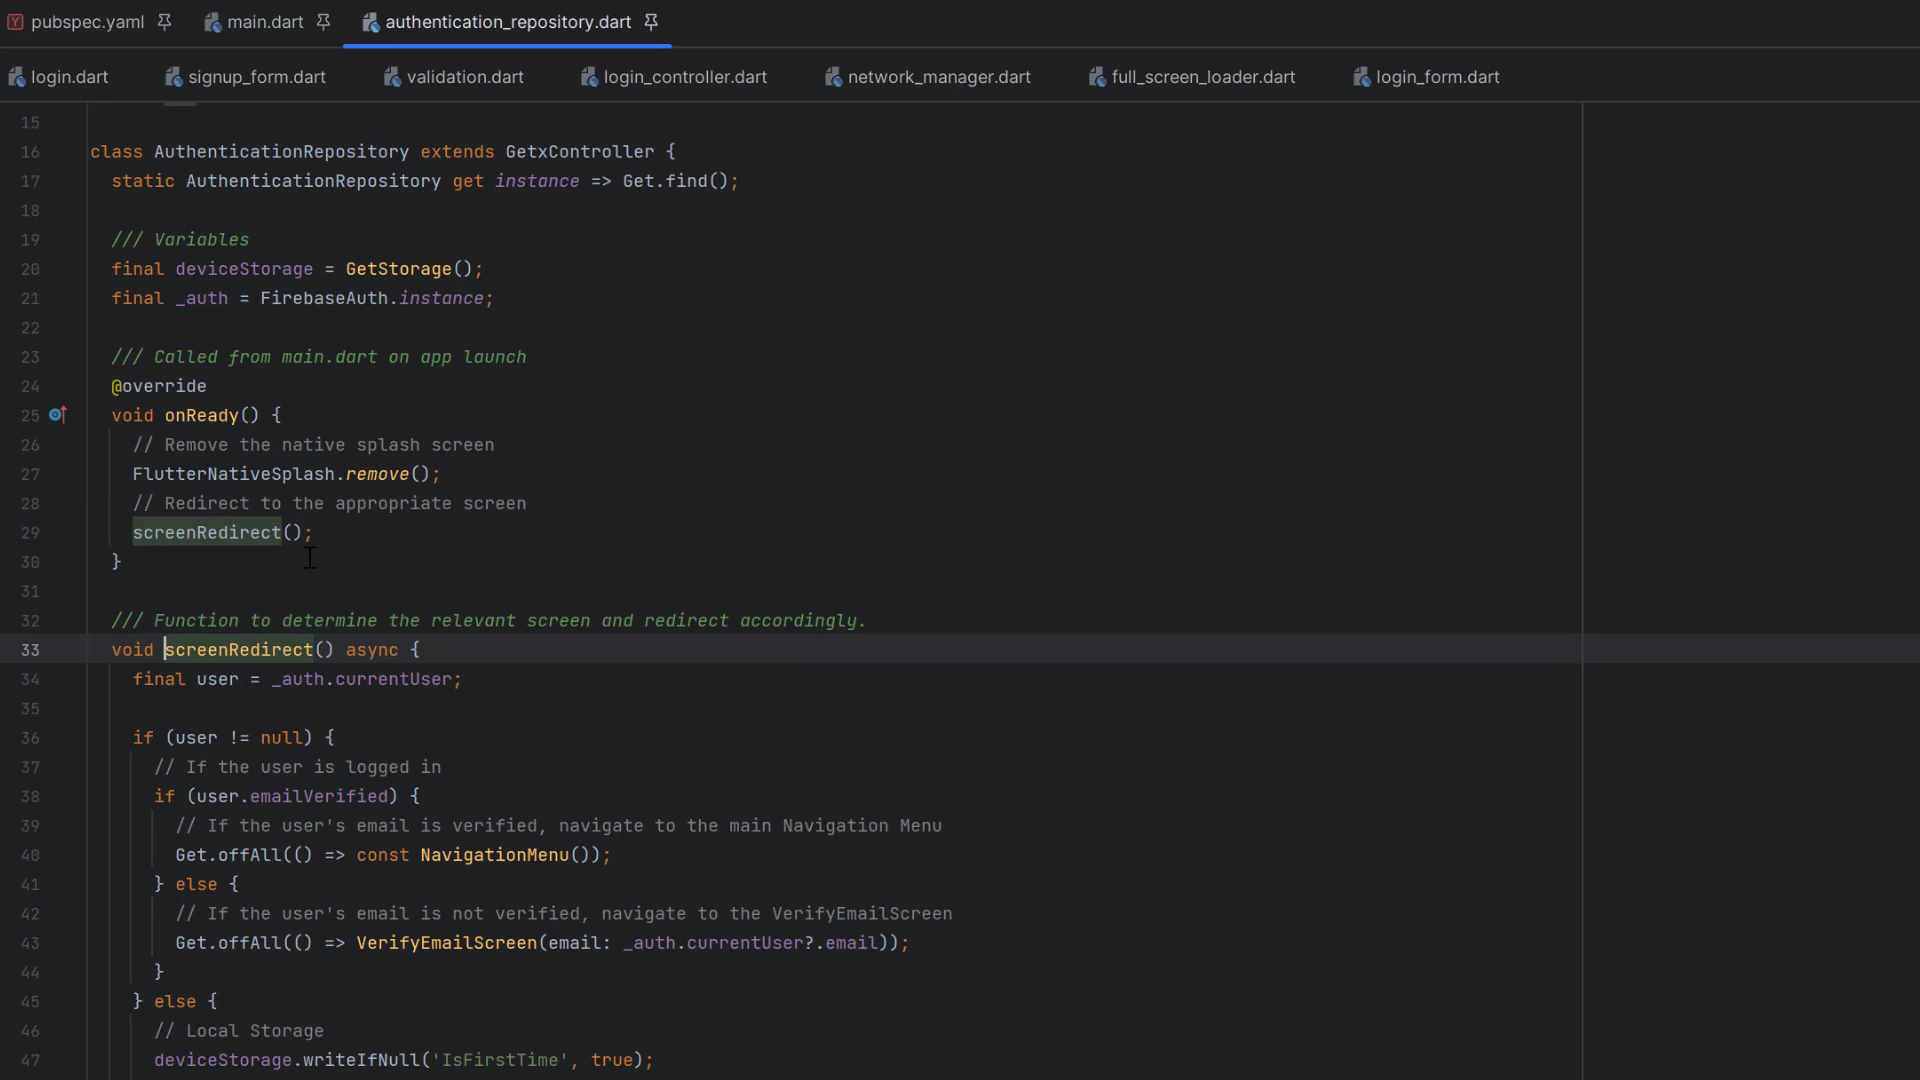 pubspec.yaml main.dart authentication_repository.dart
login.dart signup_form.dart validation.dart login_controller.dart network_manager.dart full_screen_loader.dart login_form.dart
15
16 class AuthenticationRepository extends GetxController {
17 static AuthenticationRepository get instance => Get.find();
18
19 /// Variables
20 final deviceStorage = GetStorage();
21 final _auth = FirebaseAuth.instance;
22
23 /// Called from main.dart on app launch
24 @override
25 void onReady() {
26 // Remove the native splash screen
27 FlutterNativeSplash.remove();
28 // Redirect to the appropriate screen
29 screenRedirect();
30 }
31
32 /// Function to determine the relevant screen and redirect accordingly.
33 void screenRedirect() async {
34 final user = _auth.currentUser;
35
36 if (user != null) {
37 // If the user is logged in
38 if (user.emailVerified) {
39 // If the user's email is verified, navigate to the main Navigation Menu
40 Get.offAll(() => const NavigationMenu());
41 } else {
42 // If the user's email is not verified, navigate to the VerifyEmailScreen
43 Get.offAll(() => VerifyEmailScreen(email: _auth.currentUser?.email));
44 }
45 } else {
46 // Local Storage
47 deviceStorage.writeIfNull('IsFirstTime', true);